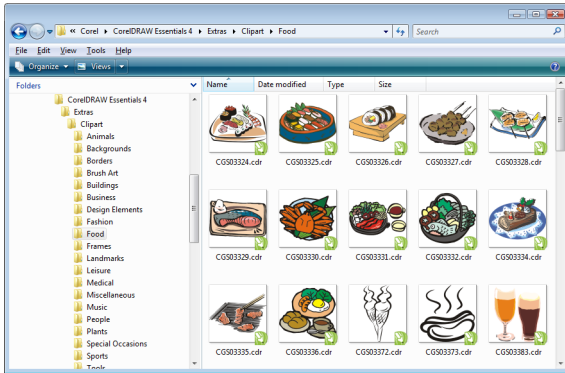 « Corel ▸ CorelDRAW Essentials 4 ▸ Extras ▸ Clipart ▸ Food
Search
File Edit View Tools Help
Organize Views
Folders
Name Date modified Type Size
CorelDRAW Essentials 4
Extras
Clipart
Animals
Backgrounds
Borders
Brush Art
Buildings
Business
Design Elements
Fashion
Food
Frames
Landmarks
Leisure
Medical
Miscellaneous
Music
People
Plants
Special Occasions
Sports
Tools
CGS03324.cdr CGS03325.cdr CGS03326.cdr CGS03327.cdr CGS03328.cdr
CGS03329.cdr CGS03330.cdr CGS03331.cdr CGS03332.cdr CGS03334.cdr
CGS03335.cdr CGS03336.cdr CGS03372.cdr CGS03373.cdr CGS03383.cdr